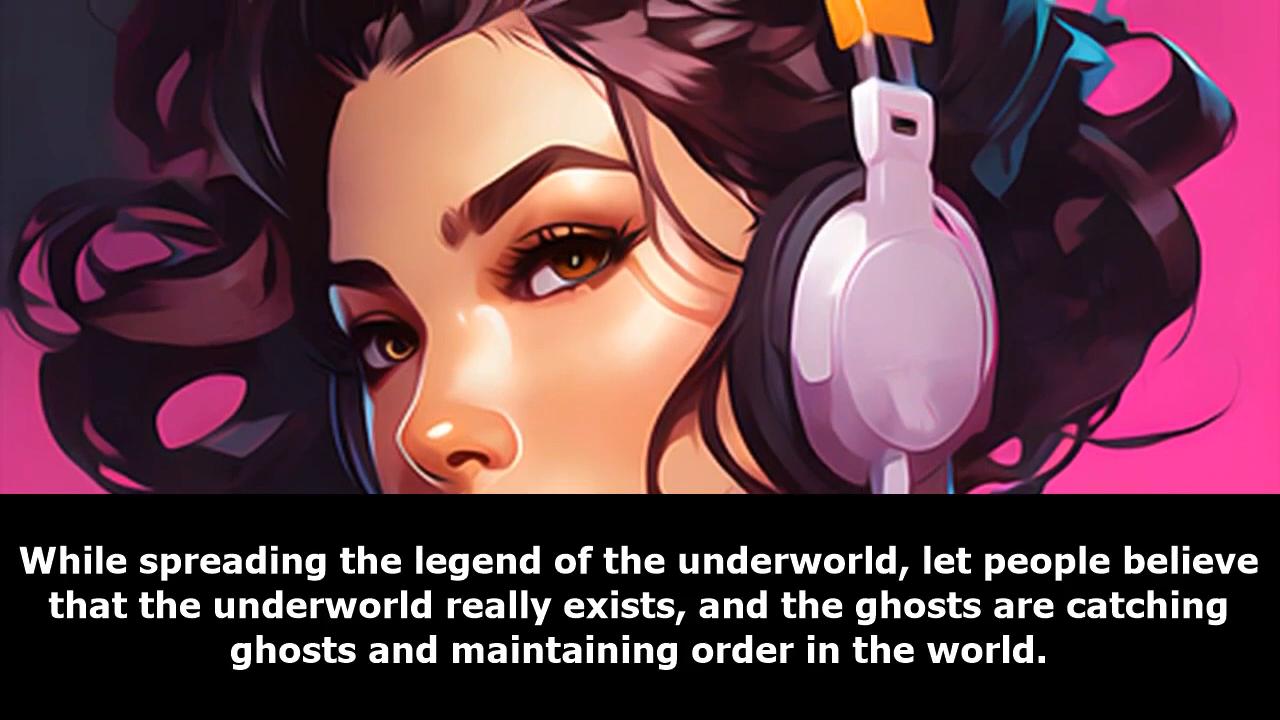 While spreading the legend of the underworld, let people believe
that the underworld really exists, and the ghosts are catching
ghosts and maintaining order in the world.